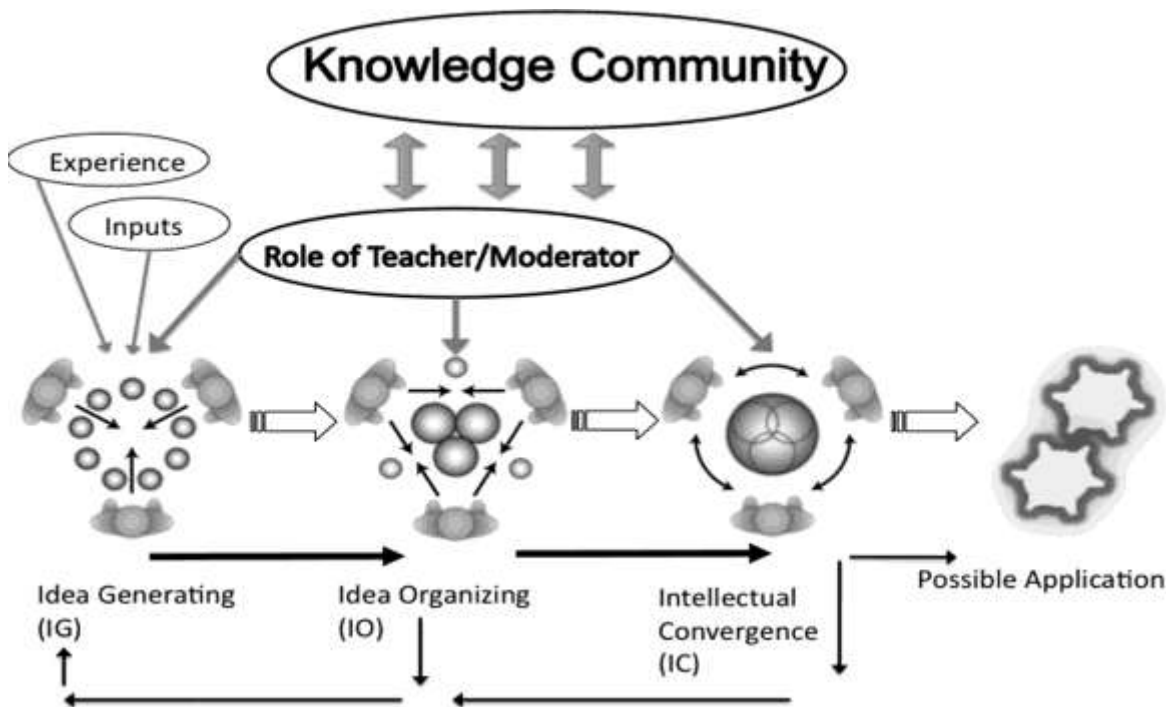 Knowledge Community
Experience
Inputs
Role of Teacher/Moderator
Idea Generating
(IG)
Idea Organizing
(IO)
Intellectual
Convergence
(IC)
Possible Application